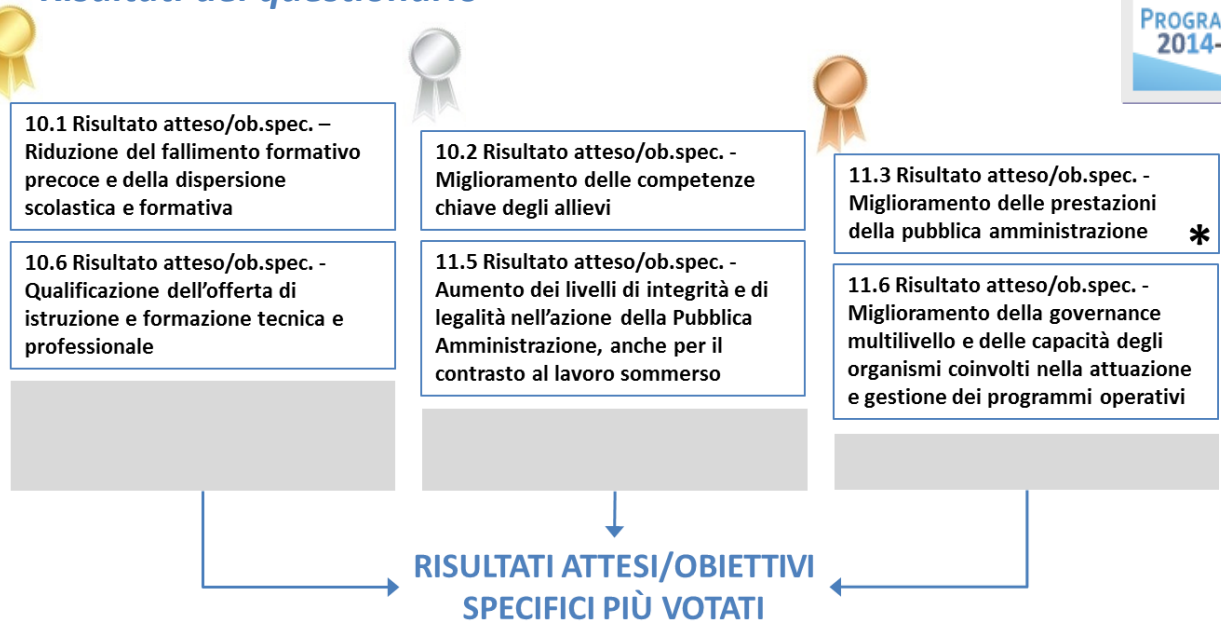 Risultati del questionario
PROGRA
2014-
10.1 Risultato atteso/ob.spec. –
Riduzione del fallimento formativo
precoce e della dispersione
scolastica e formativa
10.6 Risultato atteso/ob.spec. -
Qualificazione dell’offerta di
istruzione e formazione tecnica e
professionale
10.2 Risultato atteso/ob.spec. -
Miglioramento delle competenze
chiave degli allievi
11.5 Risultato atteso/ob.spec. -
Aumento dei livelli di integrità e di
legalità nell’azione della Pubblica
Amministrazione, anche per il
contrasto al lavoro sommerso
11.3 Risultato atteso/ob.spec. -
Miglioramento delle prestazioni
della pubblica amministrazione *
11.6 Risultato atteso/ob.spec. -
Miglioramento della governance
multilivello e delle capacità degli
organismi coinvolti nella attuazione
e gestione dei programmi operativi
RISULTATI ATTESI/OBIETTIVI
SPECIFICI PIÙ VOTATI